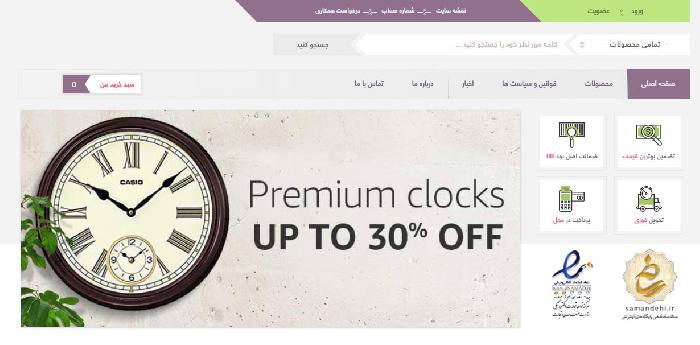 ورود عضویت
نقشه سایت شماره حساب درخواست همکاری
تمامی محصولات
کلمه مورد نظر خود را جستجو کنید ...
جستجو کنید
صفحه اصلی محصولات قوانین و سیاست ها اخبار درباره ما تماس با ما
سبد خرید من 0
CASIO
Premium clocks
UP TO 30% OFF
تضمین بهترین قیمت
ضمانت اصل بودن کالا
تحویل فوری
پرداخت در محل
samandehi.ir